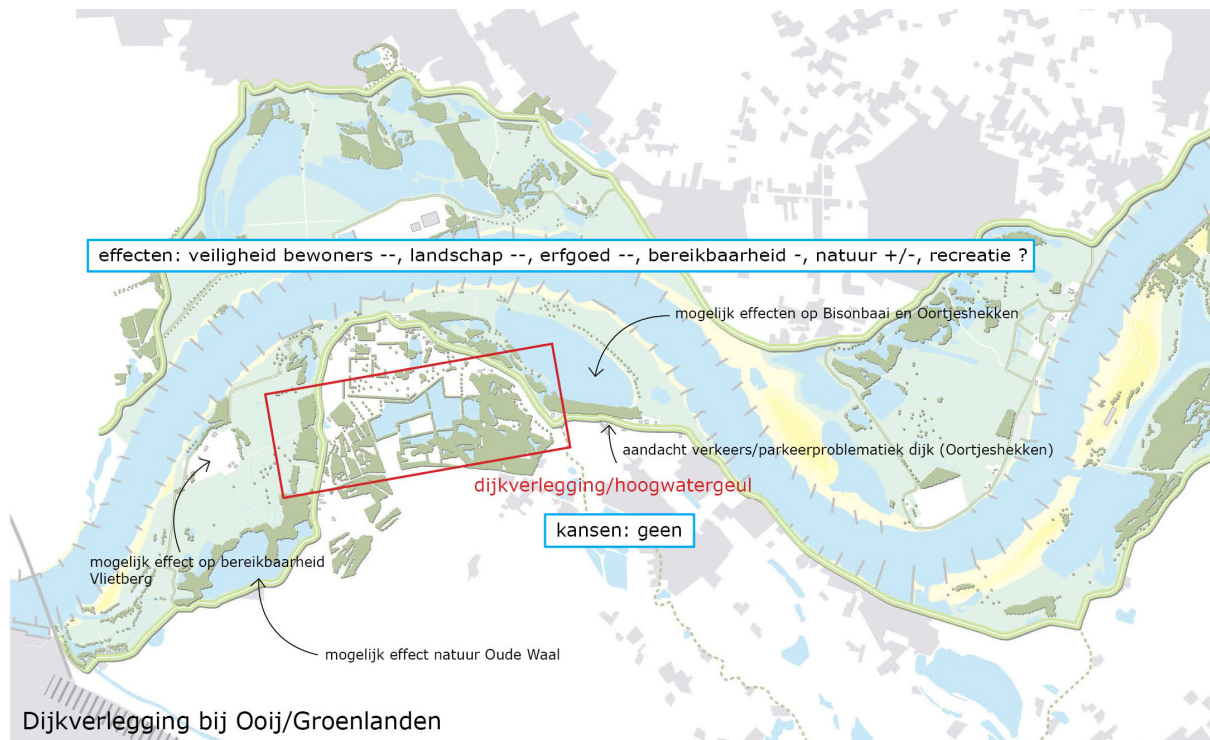 effecten: veiligheid bewoners --, landschap --, erfgoed --, bereikbaarheid -, natuur +/-, recreatie ?
mogelijk effecten op Bisonbaai en Oortjeshekken
aandacht verkeers/parkeerproblematiek dijk (Oortjeshekken)
dijkverlegging/hoogwatergeul
kansen: geen
mogelijk effect op bereikbaarheid
Vlietberg
mogelijk effect natuur Oude Waal
Dijkverlegging bij Ooij/Groenlanden